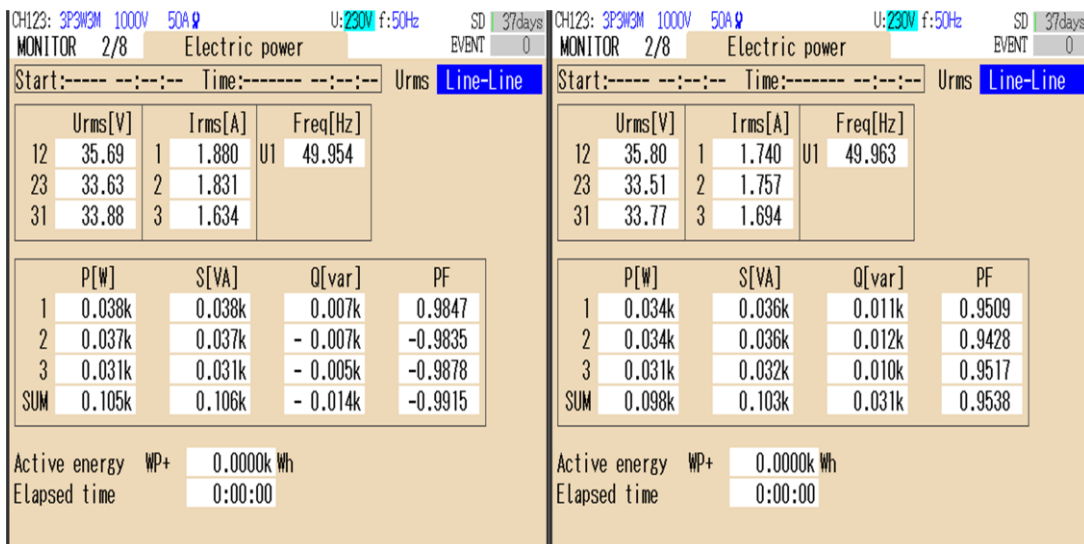 CH123: 3P3W3M 1000V 50A U:230V f:50Hz SD 37days
MONITOR 2/8 Electric power EVENT 0
Start:----- --:--:-- Time:------- --:--:-- Urms Line-Line
Urms[V] Irms[A] Freq[Hz]
12 35.69 1 1.880 U1 49.954
23 33.63 2 1.831
31 33.88 3 1.634
P[W] S[VA] Q[var] PF
1 0.038k 0.038k 0.007k 0.9847
2 0.037k 0.037k - 0.007k -0.9835
3 0.031k 0.031k - 0.005k -0.9878
SUM 0.105k 0.106k - 0.014k -0.9915
Active energy WP+ 0.0000k Wh
Elapsed time 0:00:00
CH123: 3P3W3M 1000V 50A U:230V f:50Hz SD 37days
MONITOR 2/8 Electric power EVENT 0
Start:----- --:--:-- Time:------- --:--:-- Urms Line-Line
Urms[V] Irms[A] Freq[Hz]
12 35.80 1 1.740 U1 49.963
23 33.51 2 1.757
31 33.77 3 1.694
P[W] S[VA] Q[var] PF
1 0.034k 0.036k 0.011k 0.9509
2 0.034k 0.036k 0.012k 0.9428
3 0.031k 0.032k 0.010k 0.9517
SUM 0.098k 0.103k 0.031k 0.9538
Active energy WP+ 0.0000k Wh
Elapsed time 0:00:00